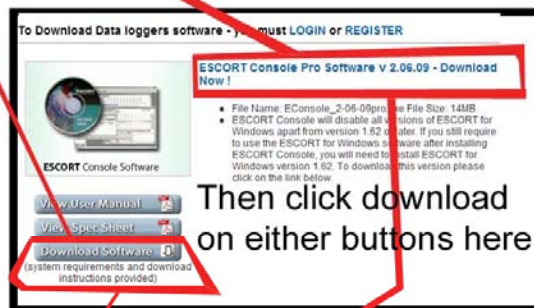 To Download Data loggers software - you must LOGIN or REGISTER
ESCORT Console Pro Software v 2.06.09 - Download
Now !
File Name: EConsole_2-06-09pro.exe File Size: 14MB
ESCORT Console will disable all versions of ESCORT for
Windows apart from version 1.62 or later. If you still require
to use the ESCORT for Windows software after installing
ESCORT Console, you will need to install ESCORT for
Windows version 1.62. To download this version please
click on the link below.
ESCORT Console Software
View User Manual
View Spec Sheet
Download Software
(system requirements and download
instructions provided)
Then click download
on either buttons here